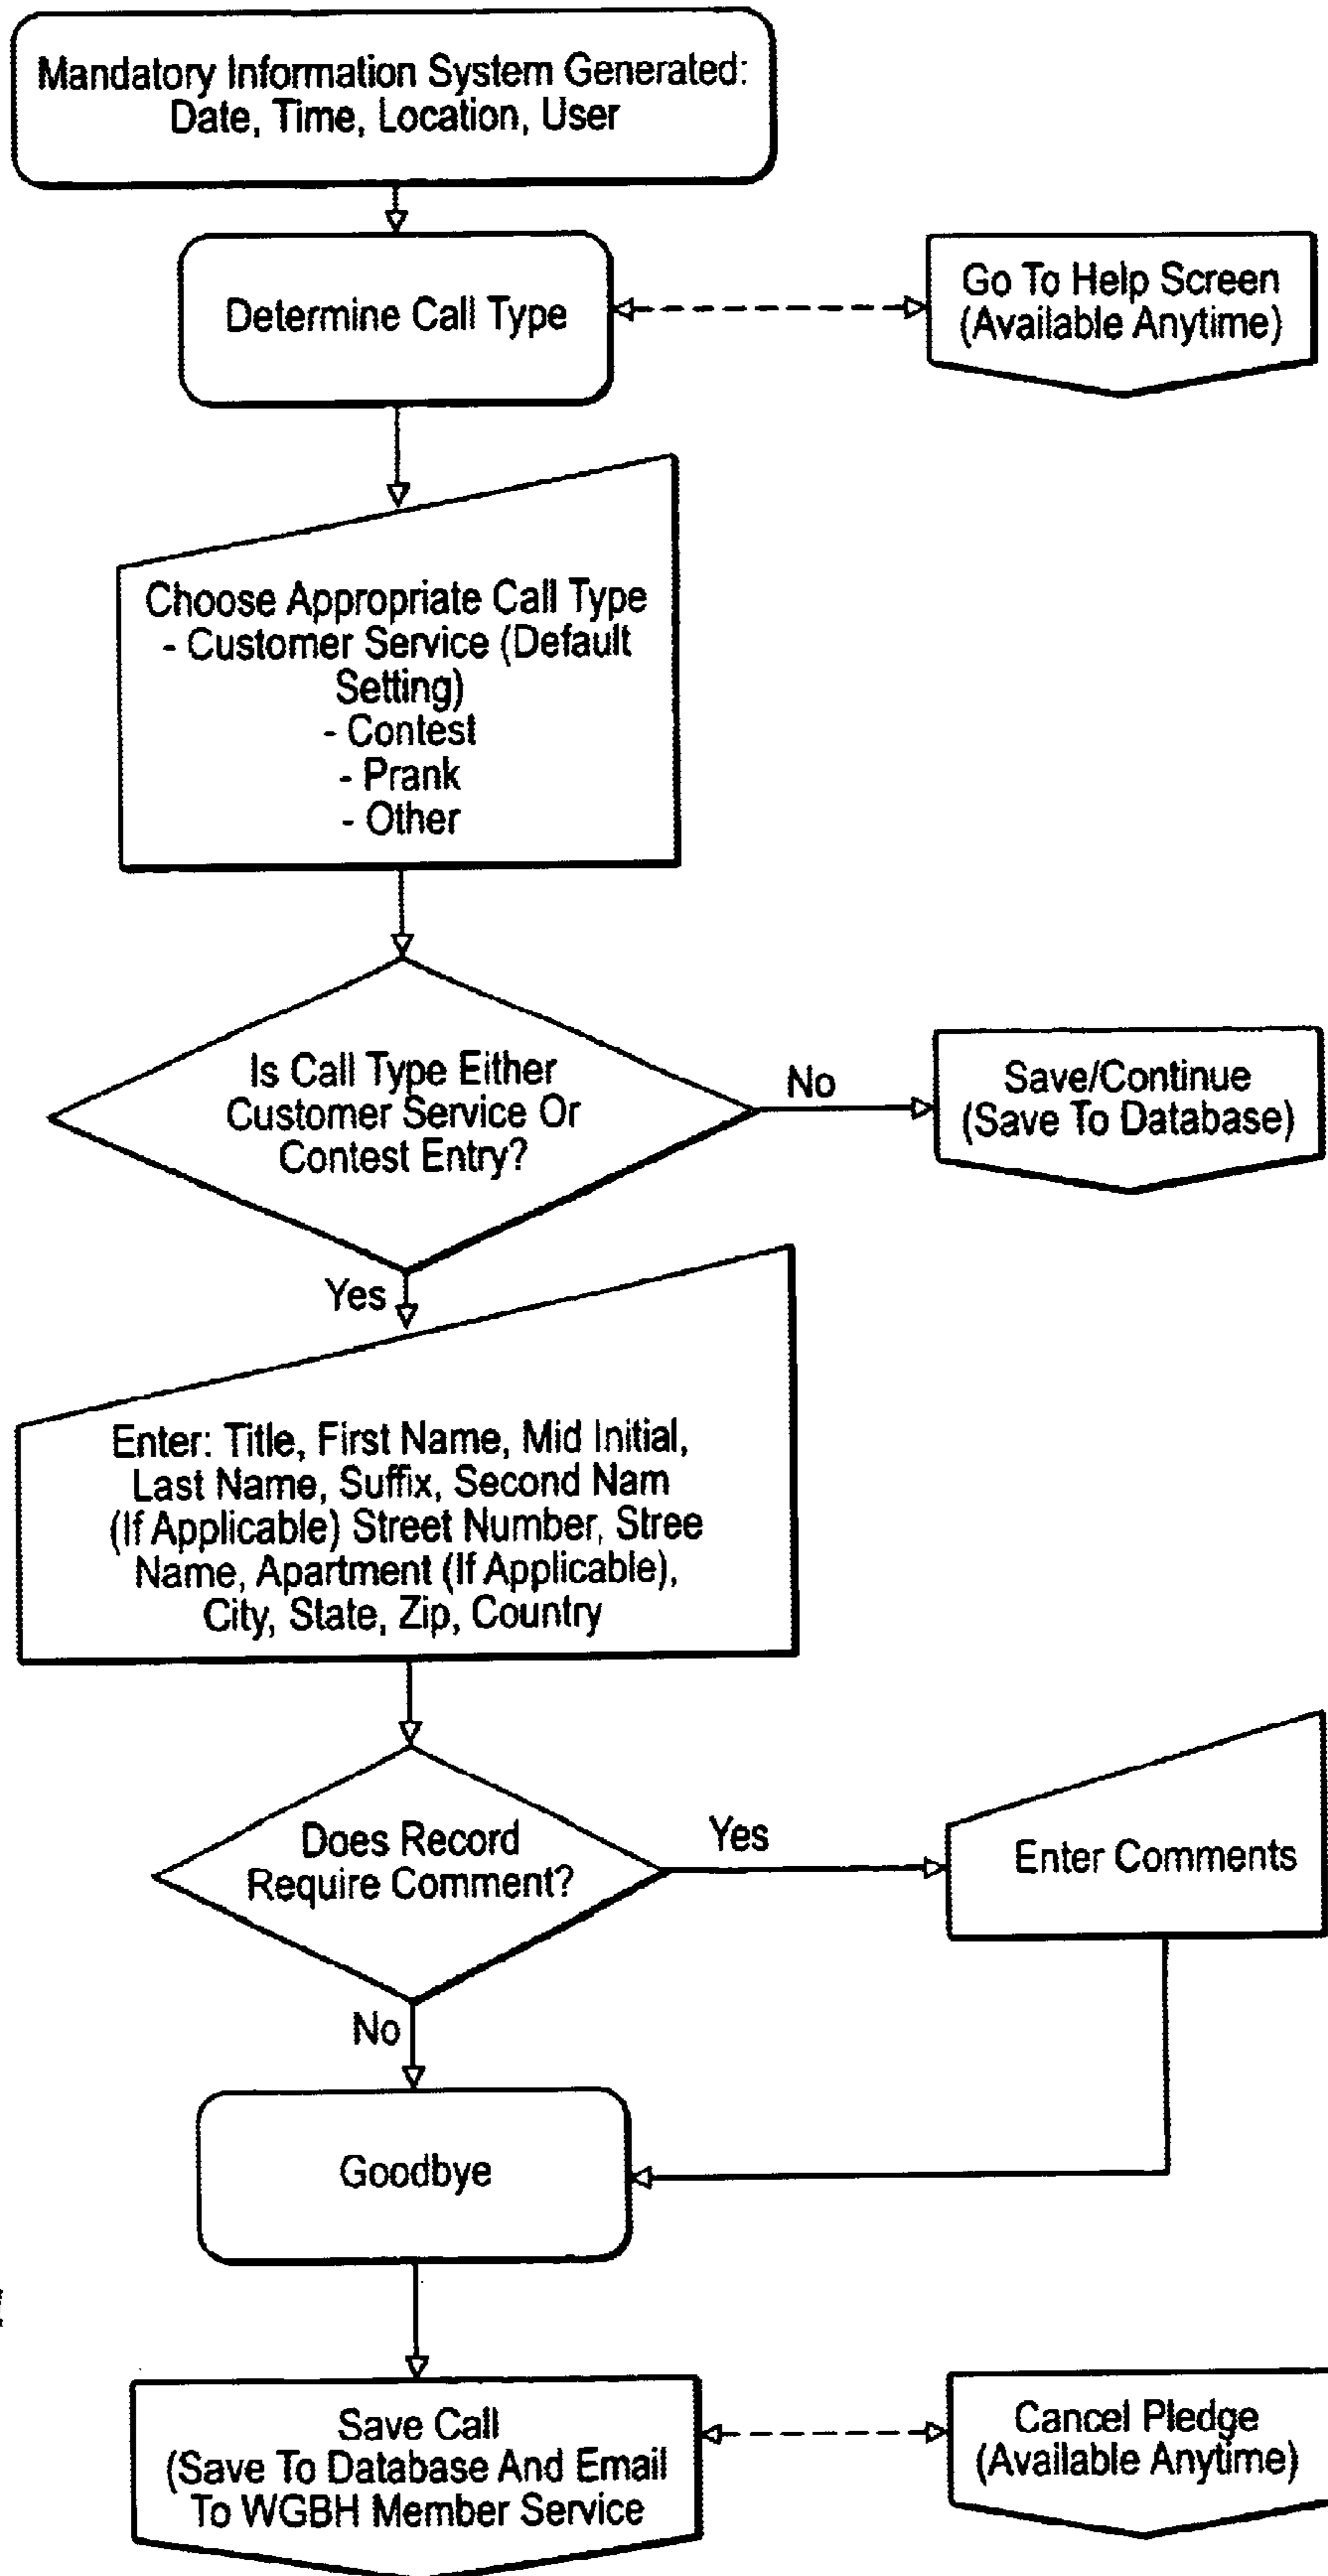 Mandatory Information System Generated:
Date, Time, Location, User
Determine Call Type
Go To Help Screen
(Available Anytime)
Choose Appropriate Call Type
- Customer Service (Default
Setting)
- Contest
- Prank
- Other
Is Call Type Either
Customer Service Or
Contest Entry?
No
Save/Continue
(Save To Database)
Yes
Enter: Title, First Name, Mid Initial,
Last Name, Suffix, Second Nam
(If Applicable) Street Number, Stree
Name, Apartment (If Applicable),
City, State, Zip, Country
Does Record
Require Comment?
Yes
Enter Comments
No
Goodbye
Save Call
(Save To Database And Email
To WGBH Member Service
Cancel Pledge
(Available Anytime)